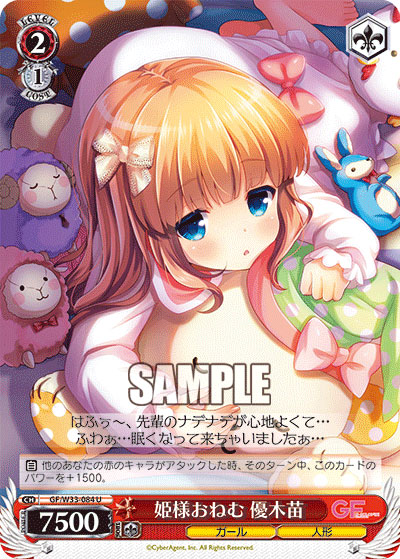 LEVEL
2
1
COST
SAMPLE
はふぅ～、先輩のナデナデが心地よくて…
ふわぁ…眠くなって来ちゃいましたぁ…
他のあなたの赤のキャラがアタックした時、そのターン中、このカードの
パワーを+1500。
CH
GF/W33-084 U
7500
姫様おねむ 優木苗
GF
ガール
人形
©CyberAgent, Inc. All Rights Reserved.